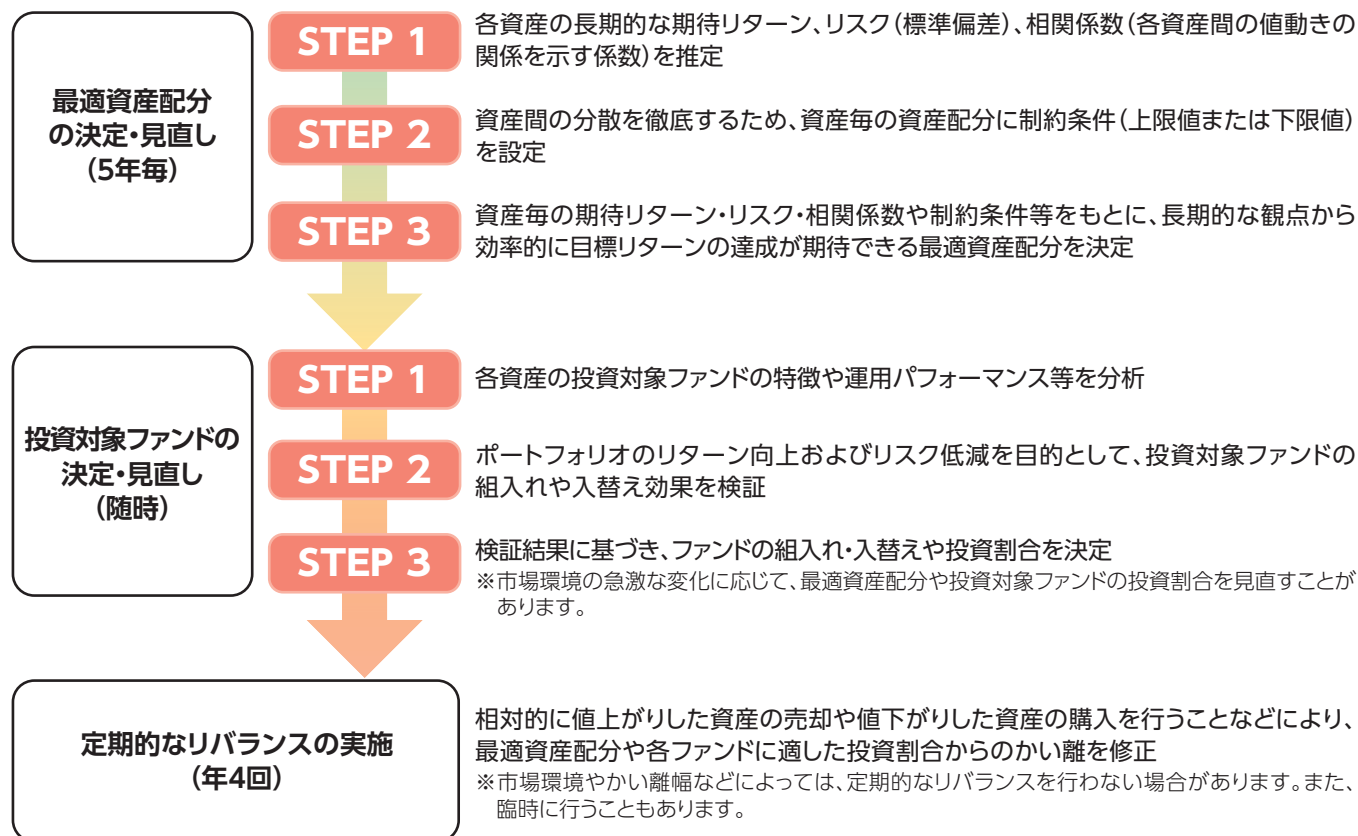 最適資産配分
の決定・見直し
(5年毎)
STEP 1
各資産の長期的な期待リターン、リスク(標準偏差)、相関係数(各資産間の値動きの
関係を示す係数)を推定
STEP 2
資産間の分散を徹底するため、資産毎の資産配分に制約条件(上限値または下限値)
を設定
STEP 3
資産毎の期待リターン・リスク・相関係数や制約条件等をもとに、長期的な観点から
効率的に目標リターンの達成が期待できる最適資産配分を決定
投資対象ファンドの
決定・見直し
(随時)
STEP 1
各資産の投資対象ファンドの特徴や運用パフォーマンス等を分析
STEP 2
ポートフォリオのリターン向上およびリスク低減を目的として、投資対象ファンドの
組入れや入替え効果を検証
STEP 3
検証結果に基づき、ファンドの組入れ・入替えや投資割合を決定
※市場環境の急激な変化に応じて、最適資産配分や投資対象ファンドの投資割合を見直すことが
あります。
定期的なリバランスの実施
(年4回)
相対的に値上がりした資産の売却や値下がりした資産の購入を行うことなどにより、
最適資産配分や各ファンドに適した投資割合からのかい離を修正
※市場環境やかい離幅などによっては、定期的なリバランスを行わない場合があります。また、
臨時に行うこともあります。